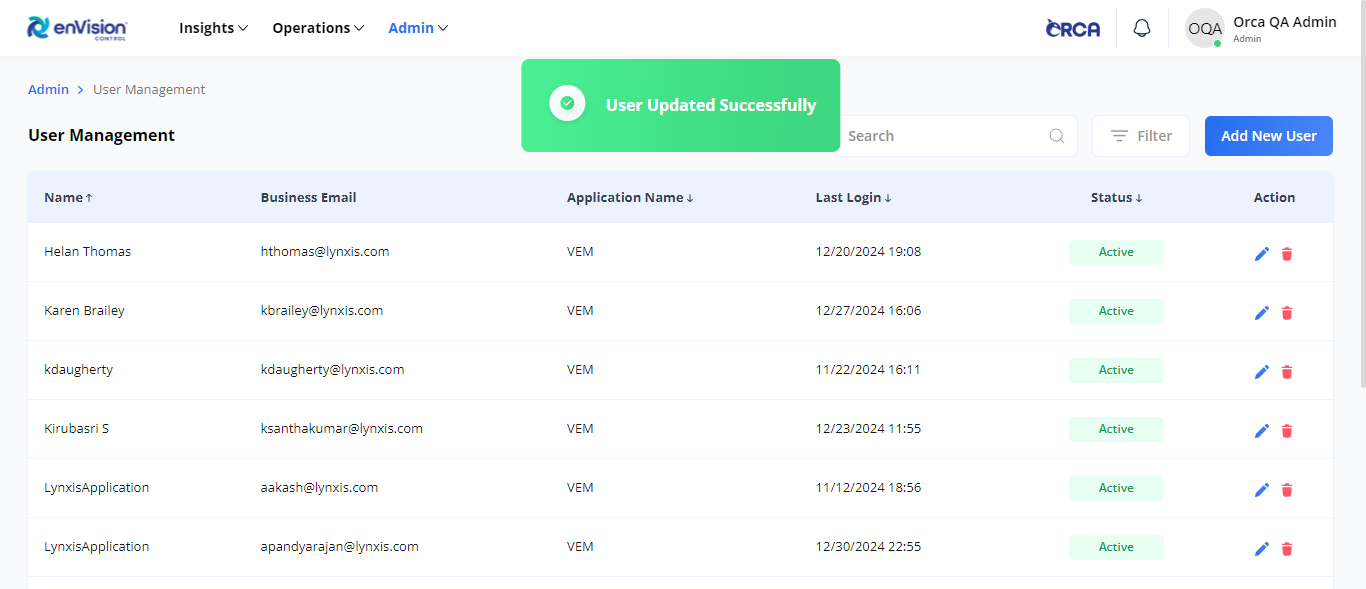 enVision
CONTROL
Insights Operations Admin
ORCA
OQA
Orca QA Admin
Admin
Admin > User Management
User Updated Successfully
User Management
Search
Filter
Add New User
Name↑ Business Email Application Name↓ Last Login↓ Status↓ Action
Helan Thomas hthomas@lynxis.com VEM 12/20/2024 19:08 Active
Karen Brailey kbrailey@lynxis.com VEM 12/27/2024 16:06 Active
kdaugherty kdaugherty@lynxis.com VEM 11/22/2024 16:11 Active
Kirubasri S ksanthakumar@lynxis.com VEM 12/23/2024 11:55 Active
LynxisApplication aakash@lynxis.com VEM 11/12/2024 18:56 Active
LynxisApplication apandyarajan@lynxis.com VEM 12/30/2024 22:55 Active